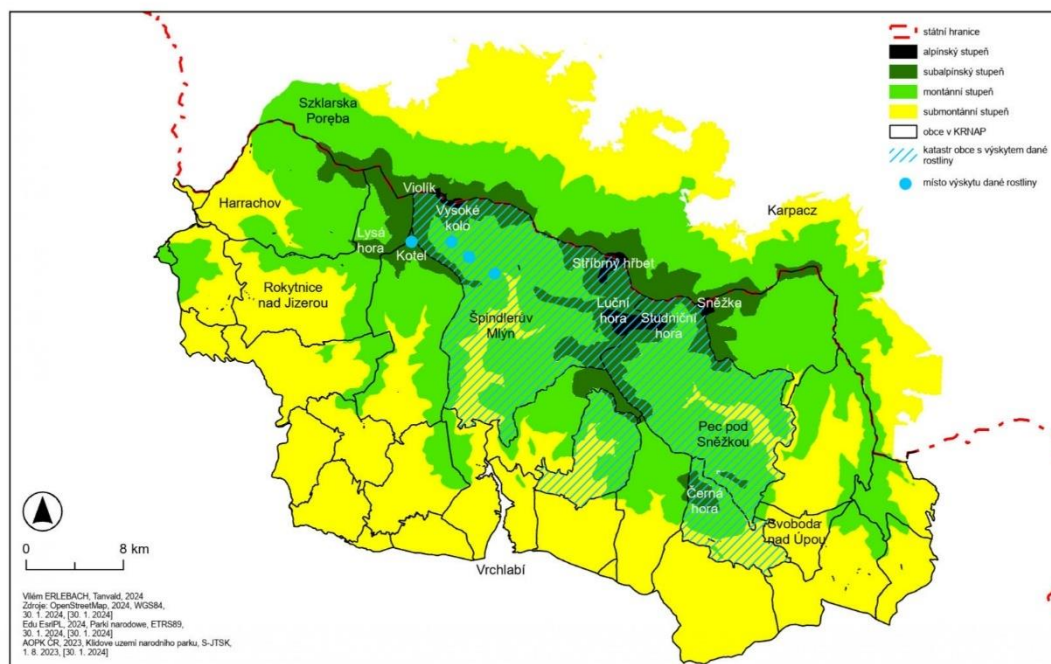 státní hranice
alpínský stupeň
subalpínský stupeň
montánní stupeň
submontánní stupeň
obce v KRNAP
katastr obce s výskytem dané
rostliny
místo výskytu dané rostliny
Szklarska
Poręba
Violík
Harrachov
Vysoké
kolo
Karpacz
Lysá
hora
Kotel
Stříbrný hřbet
Rokytnice
nad Jizerou
Luční
hora
Studniční
hora
Sněžka
Špindlerův
Mlýn
Pec pod
Sněžkou
Černá
hora
Svoboda
nad Úpou
Vrchlabí
0 8 km
Vilém ERLEBACH, Tanvald, 2024
Zdroje: OpenStreetMap, 2024, WGS84,
30. 1. 2024, [30. 1. 2024]
Edu EsriPL, 2024, Parki narodowe, ETRS89,
30. 1. 2024, [30. 1. 2024]
AOPK ČR, 2023, Klidove uzemi narodního parku, S-JTSK,
1. 8. 2023, [30. 1. 2024]